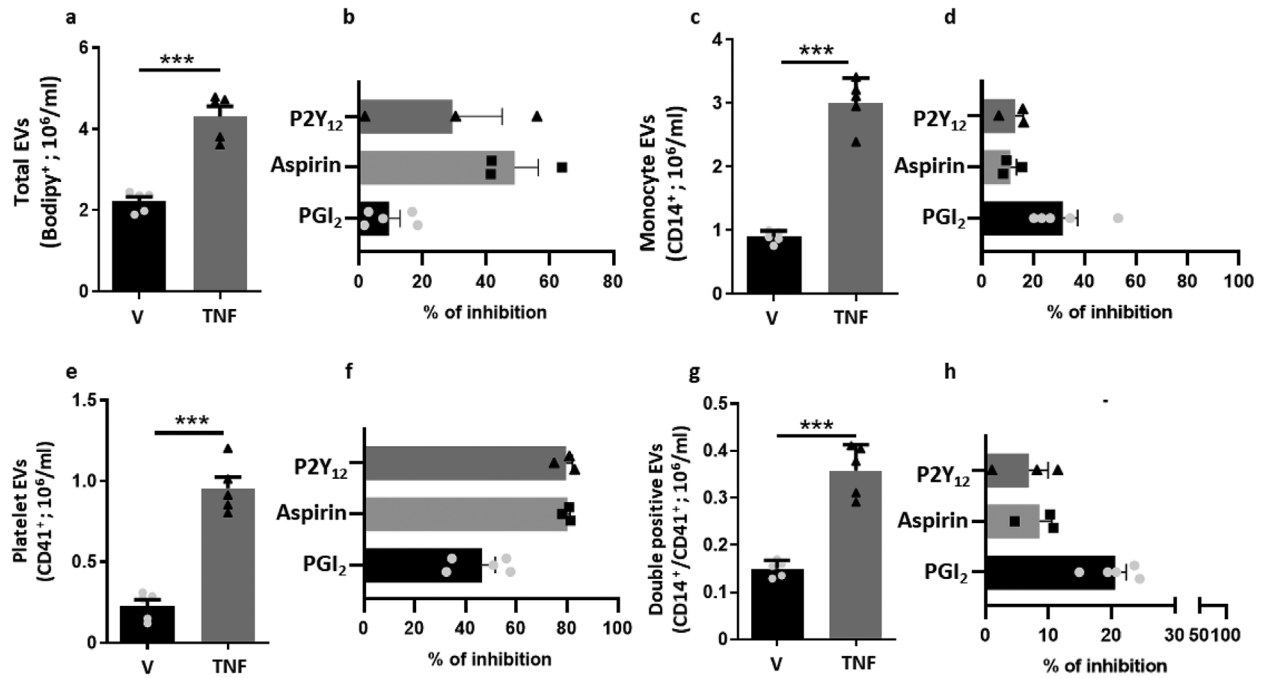 a
Total EVs
(Bodipy⁺; 10⁶/ml)
6
4
2
0
***
V
TNF
b
P2Y₁₂
Aspirin
PGI₂
0
20
40
60
80
% of inhibition
c
Monocyte EVs
(CD14⁺; 10⁶/ml)
4
3
2
1
0
***
V
TNF
d
P2Y₁₂
Aspirin
PGI₂
0
20
40
60
80
100
% of inhibition
e
Platelet EVs
(CD41⁺; 10⁶/ml)
1.5
1.0
0.5
0
***
V
TNF
f
P2Y₁₂
Aspirin
PGI₂
0
20
40
60
80
100
% of inhibition
g
Double positive EVs
(CD14⁺/CD41⁺; 10⁶/ml)
0.5
0.4
0.3
0.2
0.1
0
***
V
TNF
h
-
P2Y₁₂
Aspirin
PGI₂
0
10
20
30
50
100
% of inhibition